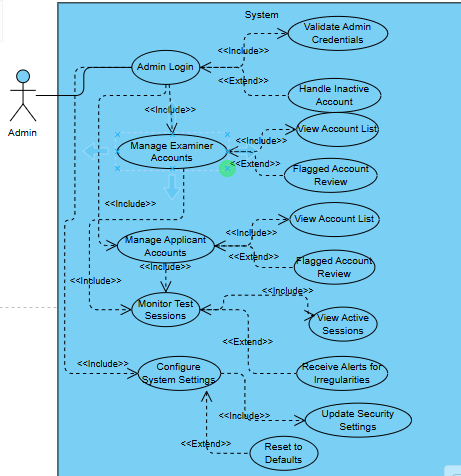 System
Validate Admin
Credentials
<<Include>>
Admin Login
<<Extend>>
Handle Inactive
Account
Admin
<<Include>>
View Account List
<<Include>>
Manage Examiner
Accounts
<<Extend>>
Flagged Account
Review
<<Include>>
View Account List
<<Include>>
Manage Applicant
Accounts
<<Extend>>
Flagged Account
Review
<<Include>>
<<Include>>
<<Include>>
Monitor Test
Sessions
View Active
Sessions
<<Extend>>
<<Include>>
Configure
System Settings
Receive Alerts for
Irregularities
<<Include>>
Update Security
Settings
<<Extend>>
Reset to
Defaults